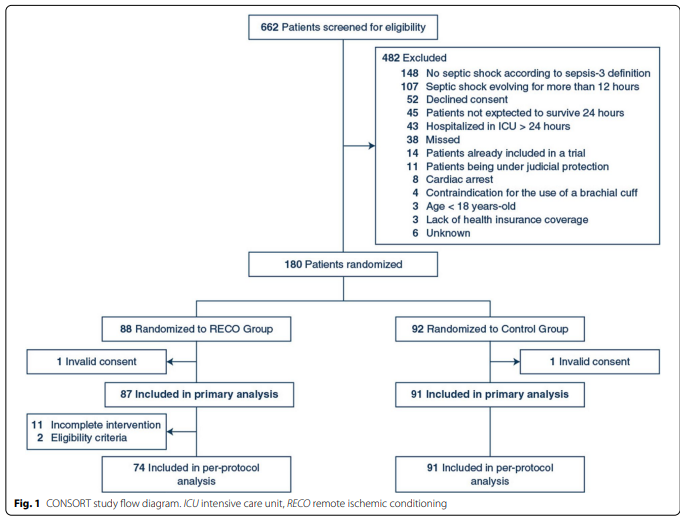 662 Patients screened for eligibility
482 Excluded
148 No septic shock according to sepsis-3 definition
107 Septic shock evolving for more than 12 hours
52 Declined consent
45 Patients not exptected to survive 24 hours
43 Hospitalized in ICU > 24 hours
38 Missed
14 Patients already included in a trial
11 Patients being under judicial protection
8 Cardiac arrest
4 Contraindication for the use of a brachial cuff
3 Age < 18 years-old
3 Lack of health insurance coverage
6 Unknown
180 Patients randomized
88 Randomized to RECO Group
92 Randomized to Control Group
1 Invalid consent
1 Invalid consent
87 Included in primary analysis
91 Included in primary analysis
11 Incomplete intervention
2 Eligibility criteria
74 Included in per-protocol
analysis
91 Included in per-protocol
analysis
Fig. 1 CONSORT study flow diagram. ICU intensive care unit, RECO remote ischemic conditioning